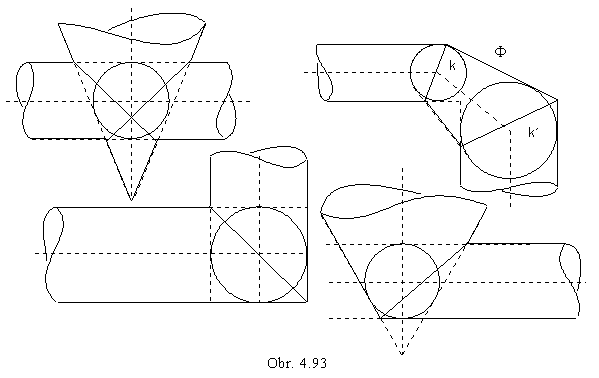 Φ
k
k′
Obr. 4.93